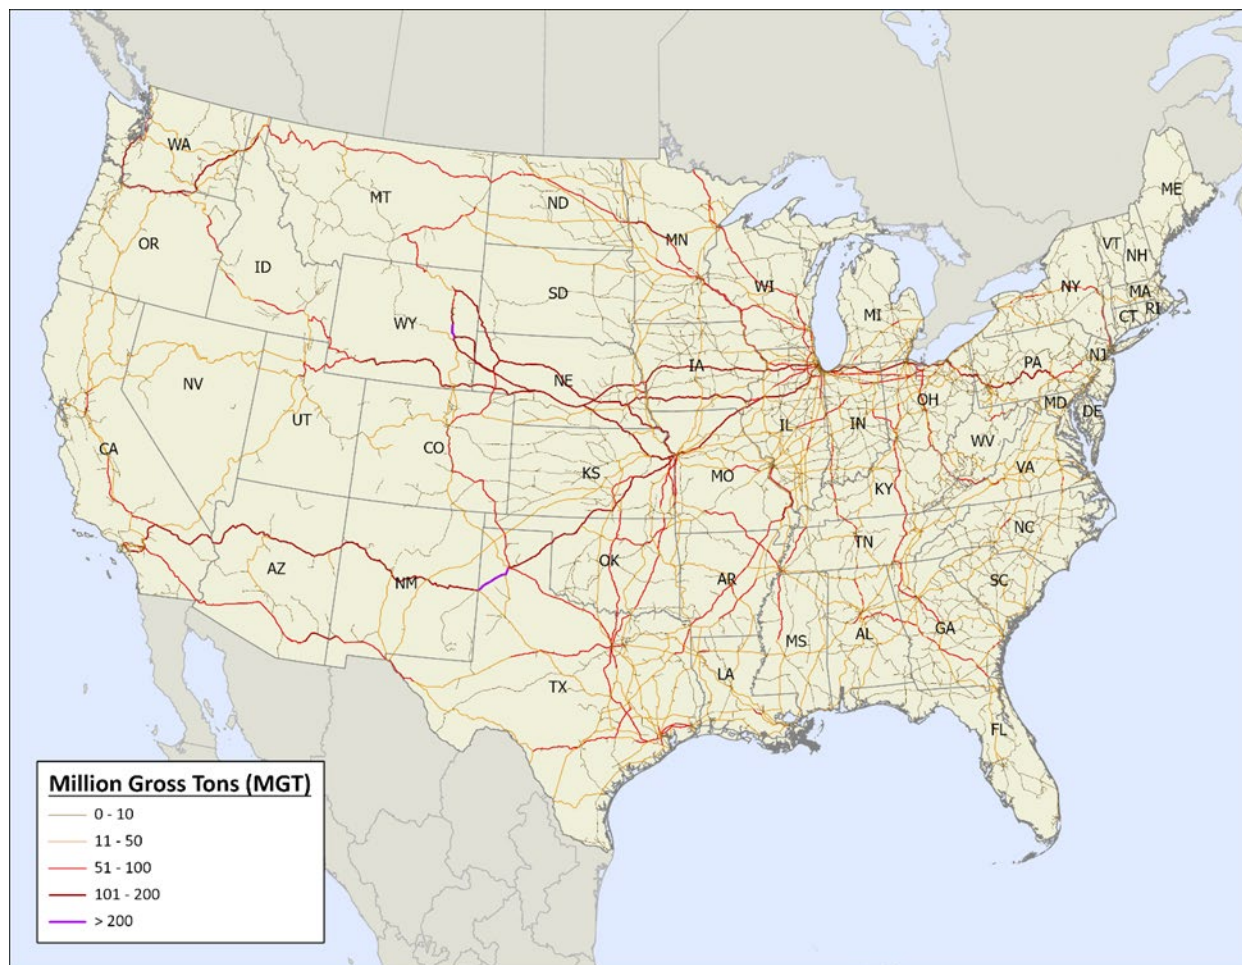 WA
MT
ND
MN
OR
ID
WY
SD
WI
MI
NY
VT
NH
ME
MA
CT
RI
NV
UT
CO
NE
IA
IL
IN
OH
PA
NJ
MD
DE
WV
VA
CA
KS
MO
KY
AZ
NM
OK
AR
TN
NC
SC
TX
LA
MS
AL
GA
FL
Million Gross Tons (MGT)
0 - 10
11 - 50
51 - 100
101 - 200
> 200